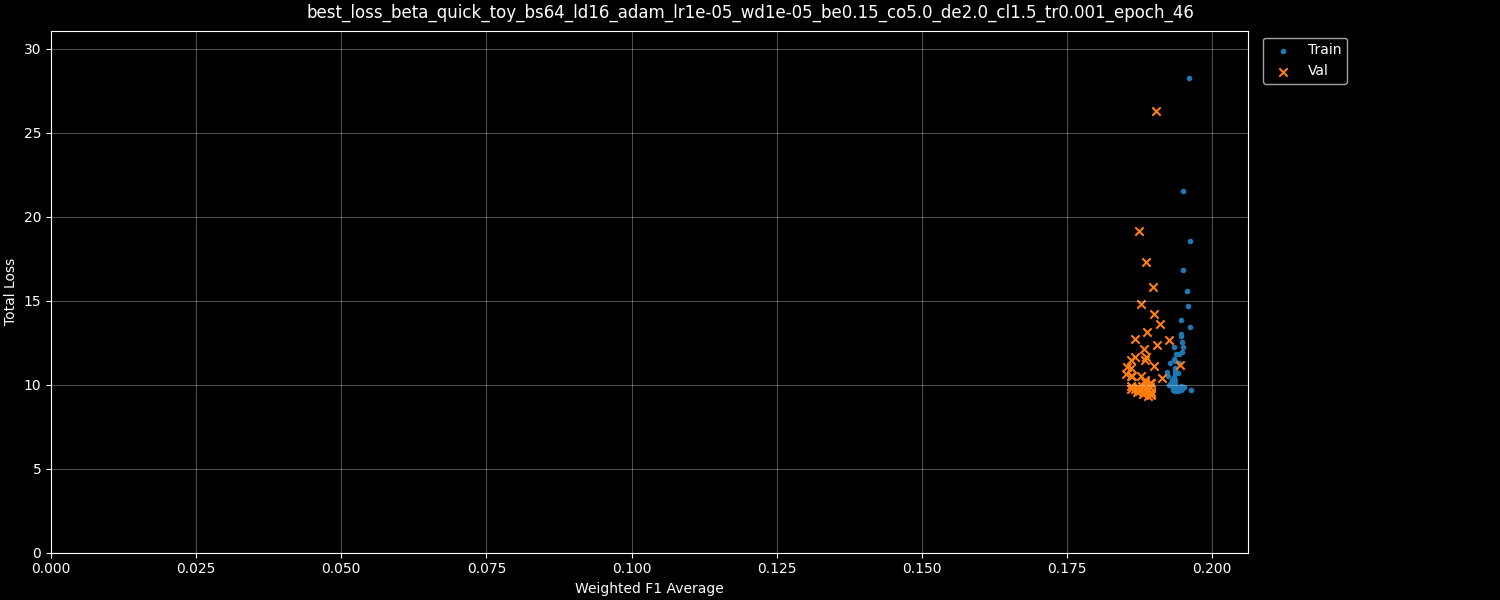 best_loss_beta_quick_toy_bs64_ld16_adam_lr1e-05_wd1e-05_be0.15_co5.0_de2.0_cl1.5_tr0.001_epoch_46
Train
Val
30
25
20
15
10
5
0
Total Loss
0.000 0.025 0.050 0.075 0.100 0.125 0.150 0.175 0.200
Weighted F1 Average